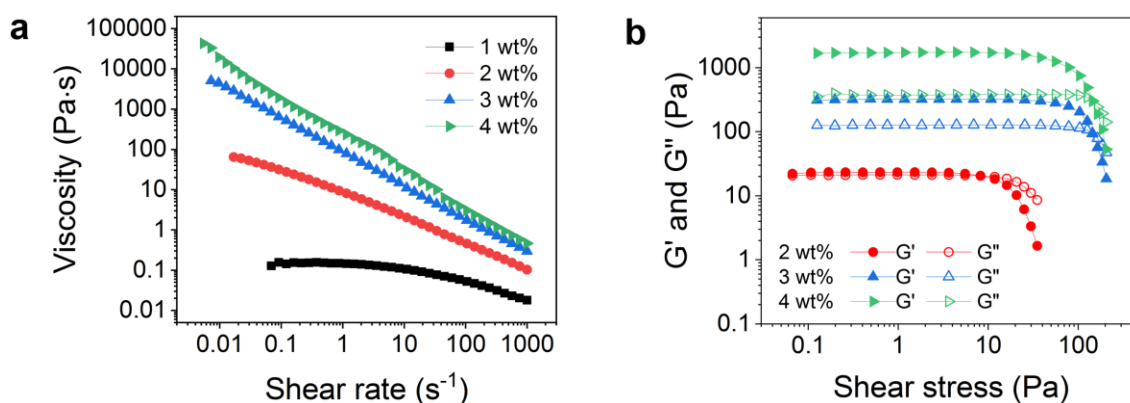 a
Viscosity (Pa·s)
100000
10000
1000
100
10
1
0.1
0.01
1 wt%
2 wt%
3 wt%
4 wt%
0.01 0.1 1 10 100 1000
Shear rate (s⁻¹)
b
G' and G" (Pa)
1000
100
10
1
0.1
2 wt% G' G"
3 wt% G' G"
4 wt% G' G"
0.1 1 10 100
Shear stress (Pa)